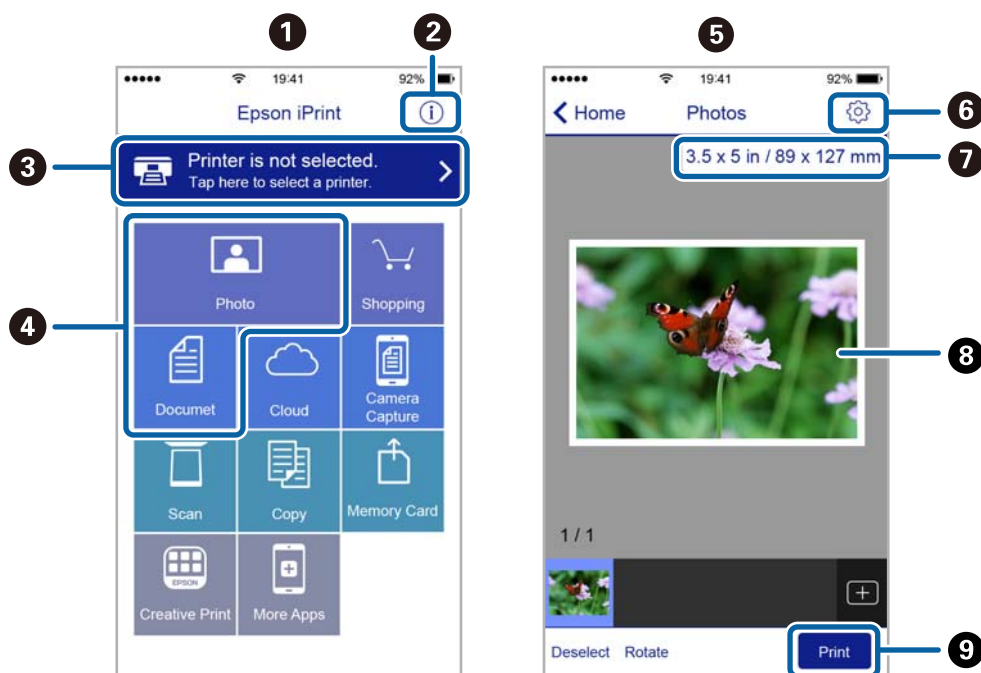 1
2
19:41
92%
Epson iPrint
i
3
Printer is not selected.
Tap here to select a printer.
4
Photo
Shopping
Documet
Cloud
Camera
Capture
Scan
Copy
Memory Card
EPSON
Creative Print
More Apps
5
19:41
92%
Home
Photos
6
3.5 x 5 in / 89 x 127 mm
7
8
1 / 1
Deselect
Rotate
Print
9